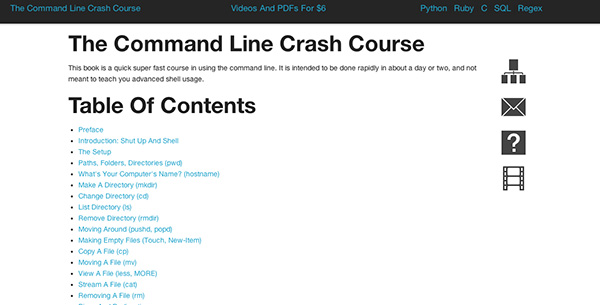 The Command Line Crash Course Videos And PDFs For $6 Python Ruby C SQL Regex
The Command Line Crash Course
This book is a quick super fast course in using the command line. It is intended to be done rapidly in about a day or two, and not
meant to teach you advanced shell usage.
Table Of Contents
Preface
Introduction: Shut Up And Shell
The Setup
Paths, Folders, Directories (pwd)
What's Your Computer's Name? (hostname)
Make A Directory (mkdir)
Change Directory (cd)
List Directory (ls)
Remove Directory (rmdir)
Moving Around (pushd, popd)
Making Empty Files (Touch, New-Item)
Copy A File (cp)
Moving A File (mv)
View A File (less, MORE)
Stream A File (cat)
Removing A File (rm)